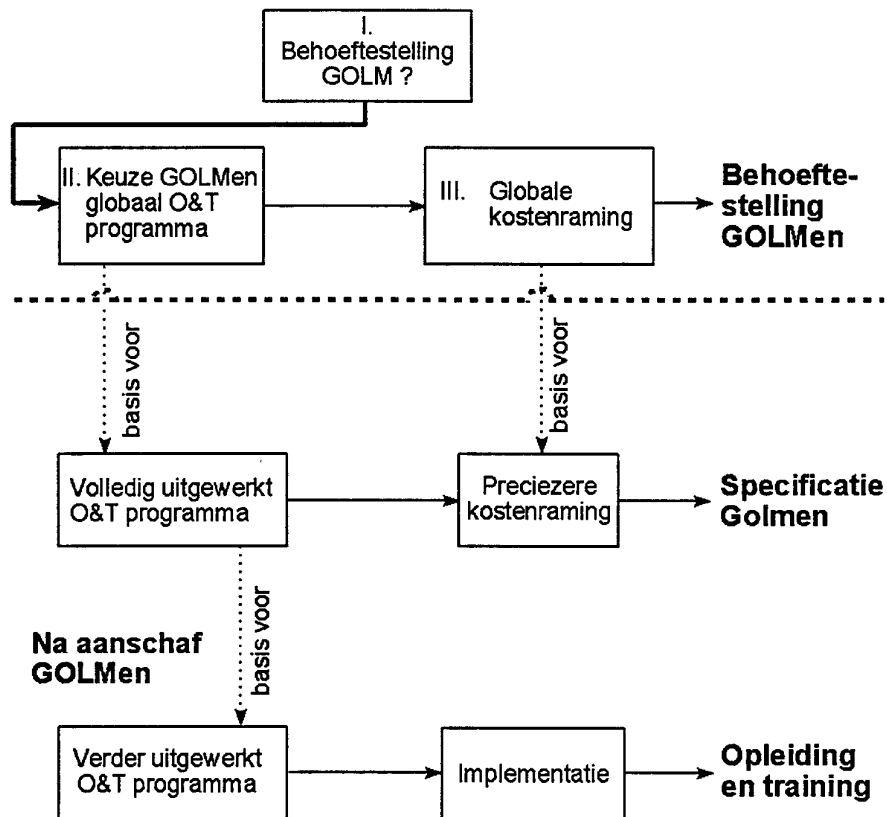 I.
Behoeftestelling
GOLM ?
II. Keuze GOLMen
globaal O&T
programma
III. Globale
kostenraming
Behoefte-
stelling
GOLMen
basis voor
basis voor
Volledig uitgewerkt
O&T programma
Preciezere
kostenraming
Specificatie
Golmen
Na aanschaf
GOLMen
basis voor
Verder uitgewerkt
O&T programma
Implementatie
Opleiding
en training